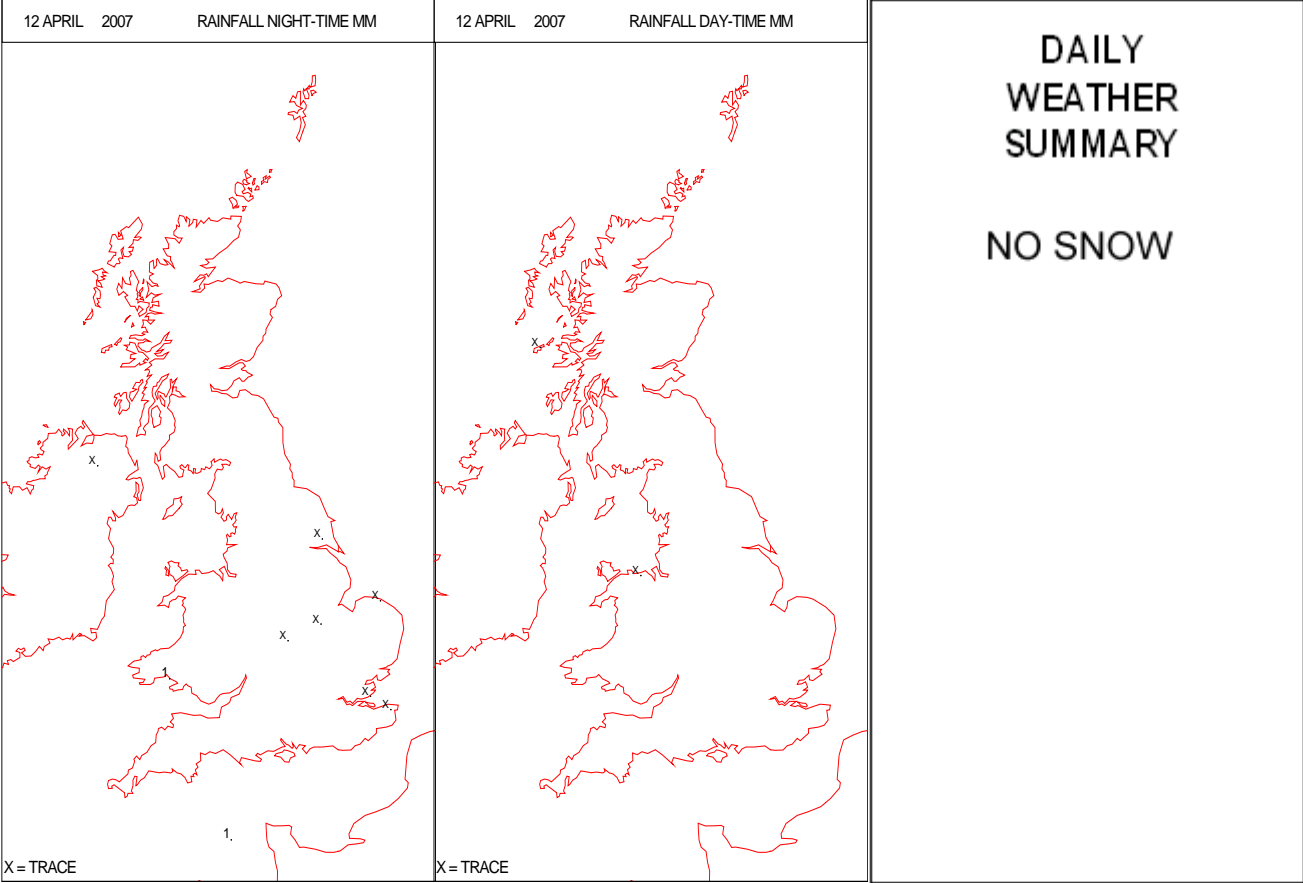 12 APRIL 2007 RAINFALL NIGHT-TIME MM
X
X
X
X
X
1
X
X
1
X = TRACE
12 APRIL 2007 RAINFALL DAY-TIME MM
X
X
X = TRACE
DAILY
WEATHER
SUMMARY
NO SNOW